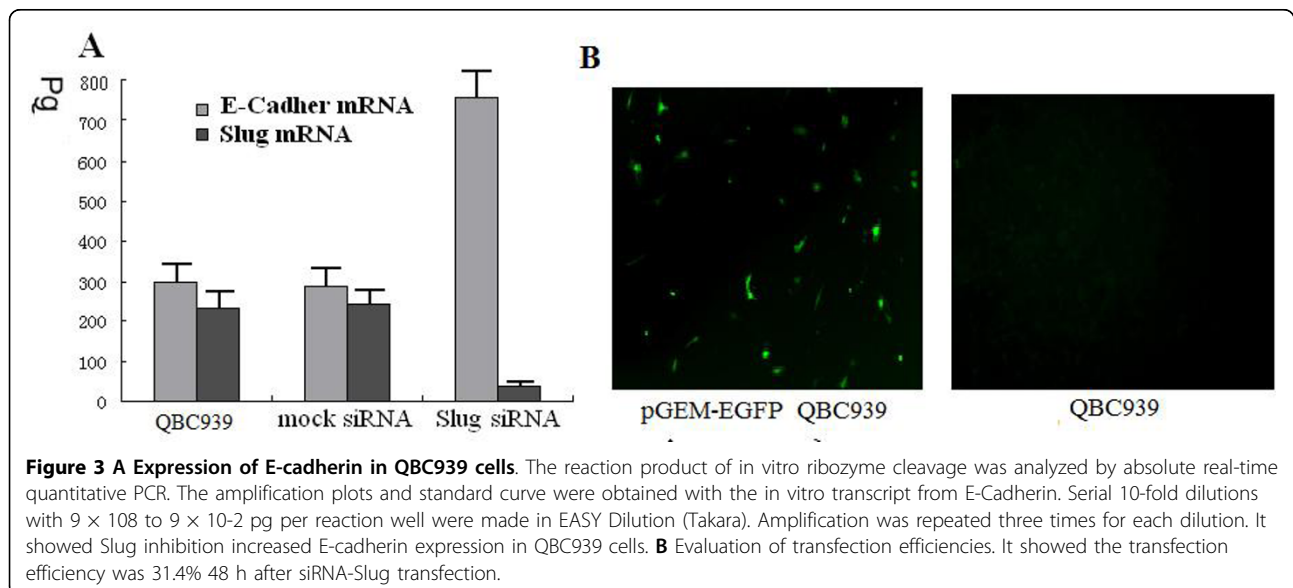 A
Pg
800
700
600
500
400
300
200
100
0
E-Cadher mRNA
Slug mRNA
QBC939
mock siRNA
Slug siRNA
B
pGEM-EGFP QBC939
QBC939
Figure 3 A Expression of E-cadherin in QBC939 cells. The reaction product of in vitro ribozyme cleavage was analyzed by absolute real-time
quantitative PCR. The amplification plots and standard curve were obtained with the in vitro transcript from E-Cadherin. Serial 10-fold dilutions
with 9 × 108 to 9 × 10-2 pg per reaction well were made in EASY Dilution (Takara). Amplification was repeated three times for each dilution. It
showed Slug inhibition increased E-cadherin expression in QBC939 cells. B Evaluation of transfection efficiencies. It showed the transfection
efficiency was 31.4% 48 h after siRNA-Slug transfection.